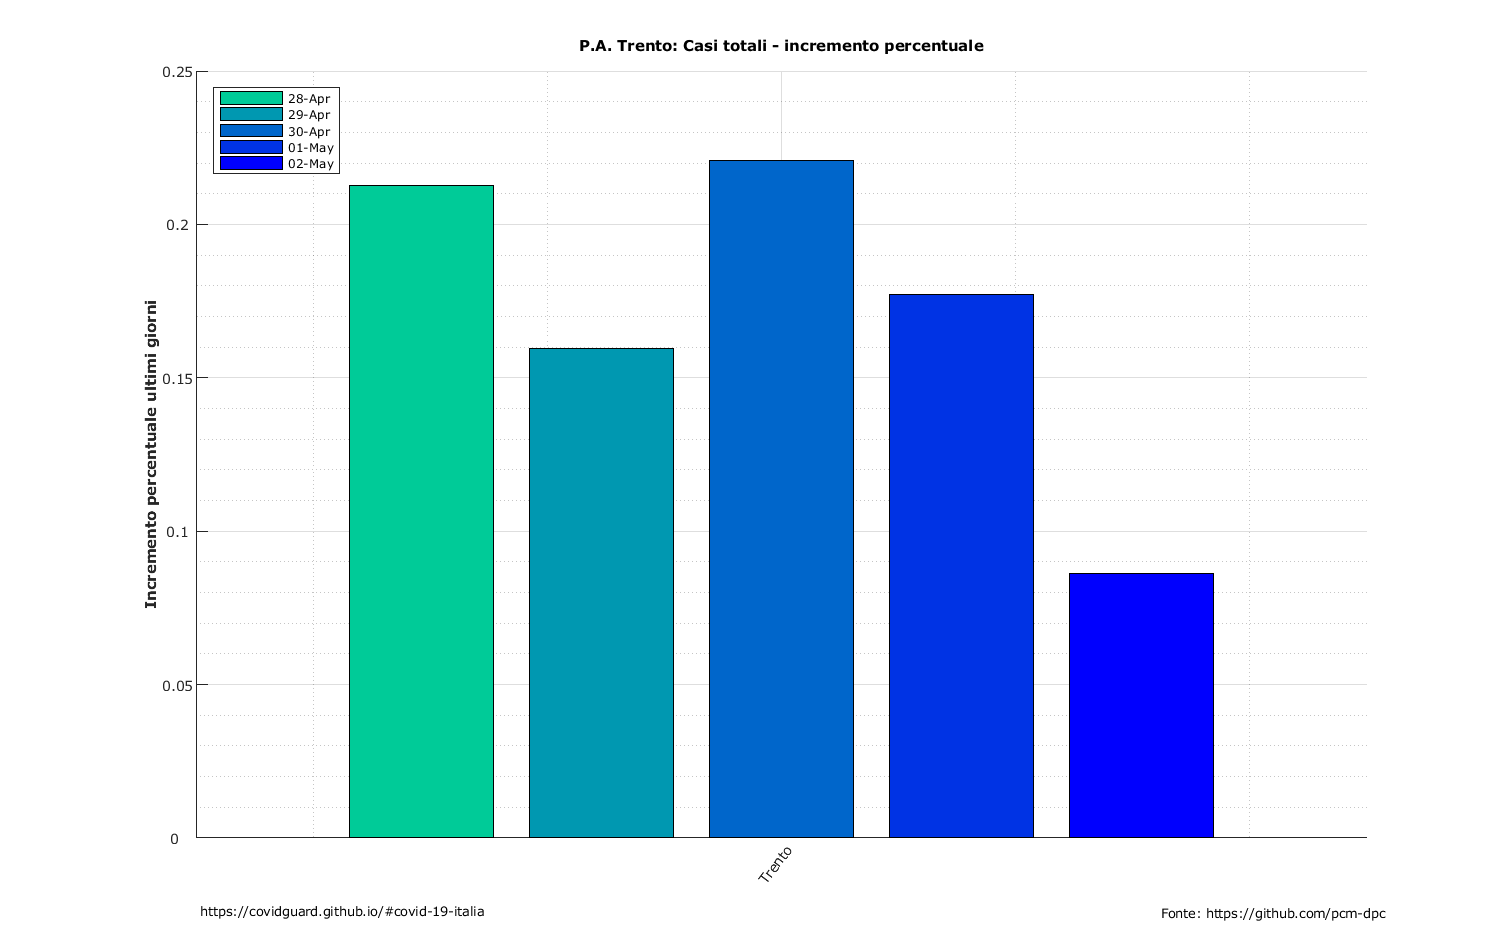 P.A. Trento: Casi totali - incremento percentuale
0.25
0.2
0.15
0.1
0.05
0
Incremento percentuale ultimi giorni
28-Apr
29-Apr
30-Apr
01-May
02-May
Trento
https://covidguard.github.io/#covid-19-italia
Fonte: https://github.com/pcm-dpc